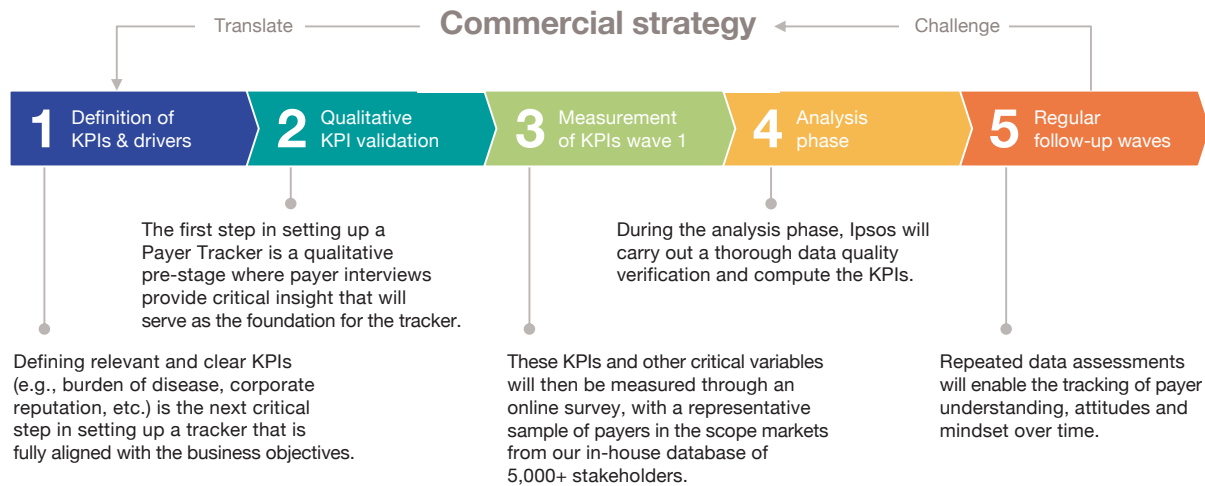 Translate
Commercial strategy
Challenge
1
Definition of
KPIs & drivers
2
Qualitative
KPI validation
3
Measurement
of KPIs wave 1
4
Analysis
phase
5
Regular
follow-up waves
The first step in setting up a
Payer Tracker is a qualitative
pre-stage where payer interviews
provide critical insight that will
serve as the foundation for the tracker.
During the analysis phase, Ipsos will
carry out a thorough data quality
verification and compute the KPIs.
Defining relevant and clear KPIs
(e.g., burden of disease, corporate
reputation, etc.) is the next critical
step in setting up a tracker that is
fully aligned with the business objectives.
These KPIs and other critical variables
will then be measured through an
online survey, with a representative
sample of payers in the scope markets
from our in-house database of
5,000+ stakeholders.
Repeated data assessments
will enable the tracking of payer
understanding, attitudes and
mindset over time.